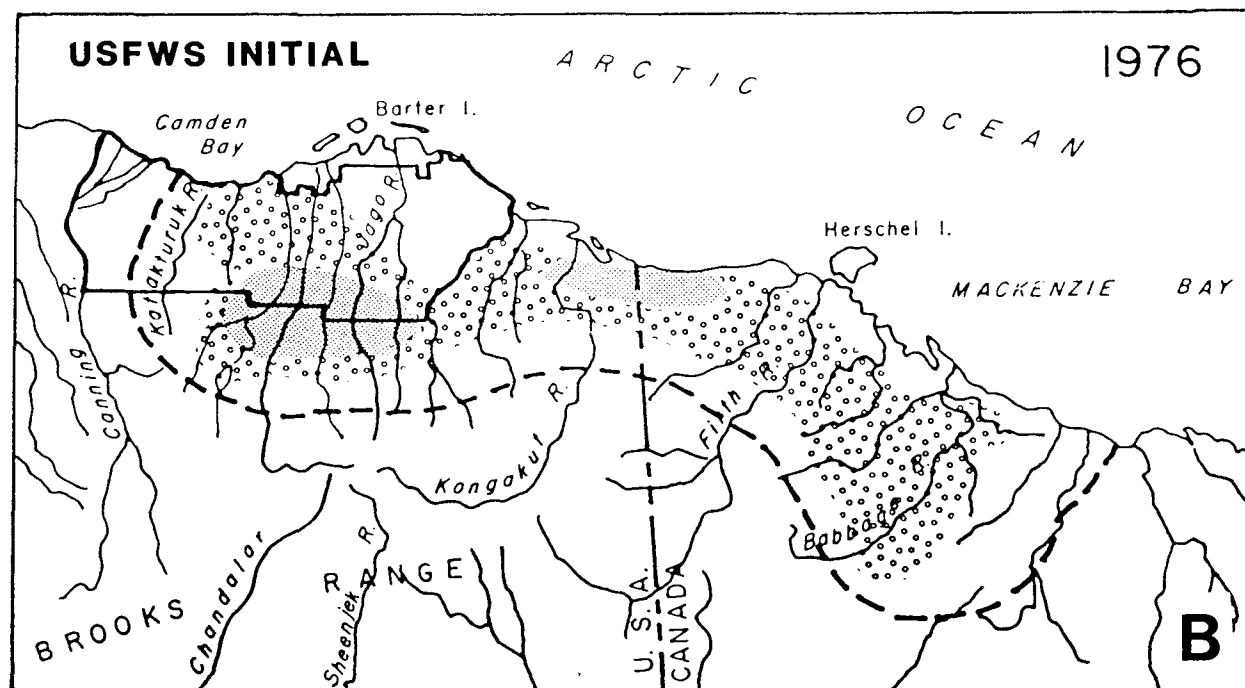 USFWS INITIAL
1976
ARCTIC OCEAN
Camden
Bay
Barter I.
Katakturuk R.
Jago R.
Herschel I.
MACKENZIE BAY
Canning R.
Kongakut R.
Firth R.
Babbage R.
Chandalar
Sheenjek R.
BROOKS RANGE
U. S. A.
CANADA
B